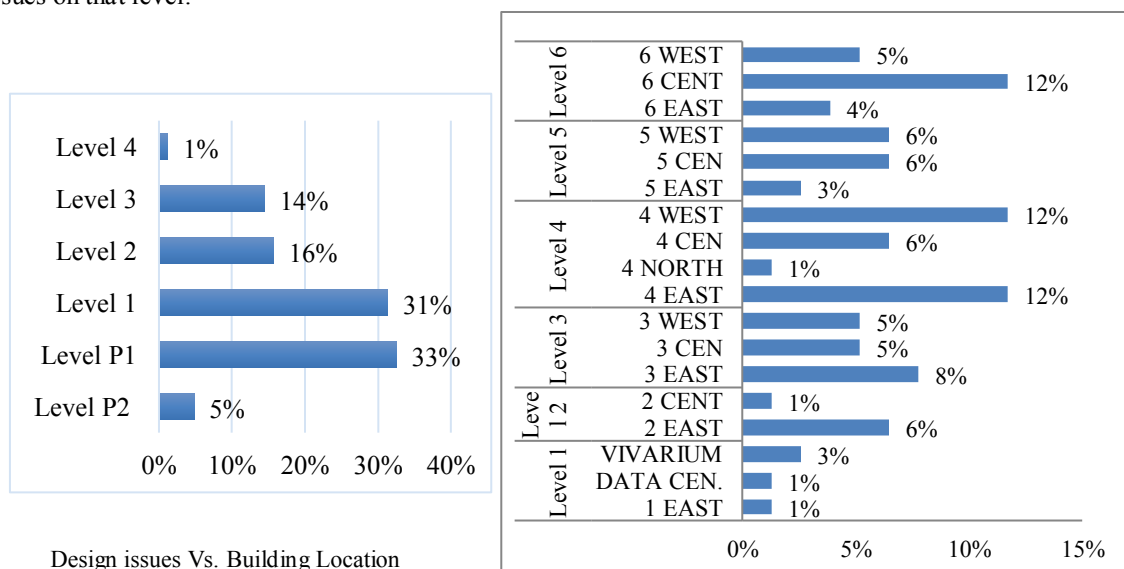 sues on that level.
Level 4 1%
Level 3 14%
Level 2 16%
Level 1 31%
Level P1 33%
Level P2 5%
0% 10% 20% 30% 40%
Design issues Vs. Building Location
Level 6
6 WEST 5%
6 CENT 12%
6 EAST 4%
Level 5
5 WEST 6%
5 CEN 6%
5 EAST 3%
Level 4
4 WEST 12%
4 CEN 6%
4 NORTH 1%
4 EAST 12%
Level 3
3 WEST 5%
3 CEN 5%
3 EAST 8%
Leve
l 2
2 CENT 1%
2 EAST 6%
Level 1
VIVARIUM 3%
DATA CEN. 1%
1 EAST 1%
0% 5% 10% 15%